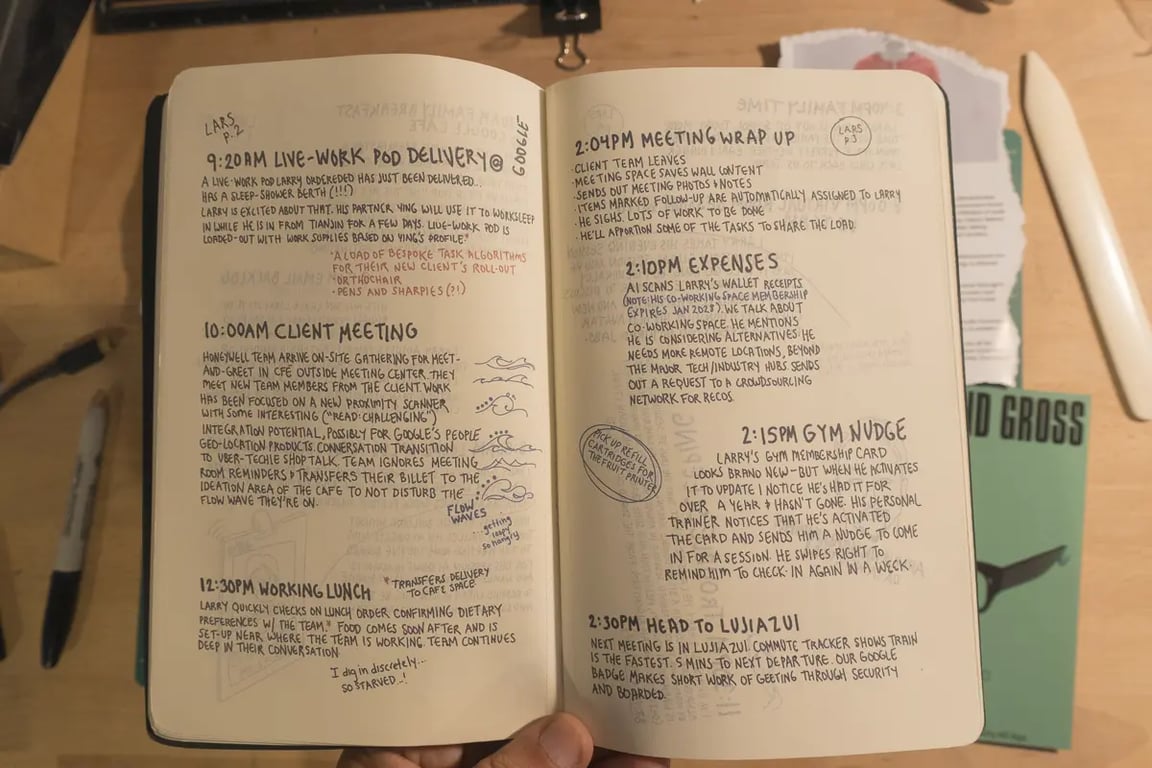 LARS
P.2
9:20AM LIVE-WORK POD DELIVERY @ GOOGLE
A LIVE-WORK POD LARRY ORDERERED HAS JUST BEEN DELIVERED...
HAS A SLEEP-SHOWER BERTH (!!!)
LARRY IS EXCITED ABOUT THAT. HIS PARTNER YING WILL USE IT TO WORKSLEEP
IN WHILE HE IS IN FROM TIANJIN FOR A FEW DAYS. LIVE-WORK POD IS
LOADED-OUT WITH WORK SUPPLIES BASED ON YING'S PROFILE.*
*A LOAD OF BESPOKE TASK ALGORITHMS
FOR THEIR NEW CLIENT'S ROLL-OUT
-ORTHOCHAIR
-PENS AND SHARPIES (?!)
10:00AM CLIENT MEETING
HONEYWELL TEAM ARRIVE ON-SITE GATHERING FOR MEET-
AND-GREET IN CFÉ OUTSIDE MEETING CENTER. THEY
MEET NEW TEAM MEMBERS FROM THE CLIENT. WORK
HAS BEEN FOCUSED ON A NEW PROXIMITY SCANNER
WITH SOME INTERESTING ("READ: CHALLENGING")
INTEGRATION POTENTIAL, POSSIBLY FOR GOOGLE'S PEOPLE
GEO-LOCATION PRODUCTS. CONVERSATION TRANSITION
TO UBER-TECHIE SHOP TALK. TEAM IGNORES MEETING
ROOM REMINDERS & TRANSFERS THEIR BILLET TO THE
IDEATION AREA OF THE CAFE TO NOT DISTURB THE
FLOW WAVE THEY'RE ON.
FLOW
WAVES
...getting
loopy
so hangry
12:30PM WORKING LUNCH
* TRANSFERS DELIVERY
TO CAFE SPACE
LARRY QUICKLY CHECKS ON LUNCH ORDER CONFIRMING DIETARY
PREFERENCES W/ THE TEAM.* FOOD COMES SOON AFTER AND IS
SET-UP NEAR WHERE THE TEAM IS WORKING. TEAM CONTINUES
DEEP IN THEIR CONVERSATION
I dig in discretely...
SO STARVED..!
2:04PM MEETING WRAP UP
LARS
P.3
·CLIENT TEAM LEAVES
·MEETING SPACE SAVES WALL CONTENT
·SENDS OUT MEETING PHOTOS & NOTES
·ITEMS MARKED FOLLOW-UP ARE AUTOMATICALLY ASSIGNED TO LARRY
·HE SIGHS. LOTS OF WORK TO BE DONE
·HE'LL APPORTION SOME OF THE TASKS TO SHARE THE LOAD.
2:10PM EXPENSES
AI SCANS LARRY'S WALLET RECEIPTS
(NOTE: HIS CO-WORKING SPACE MEMBERSHIP
EXPIRES JAN 2028). WE TALK ABOUT
CO-WORKING SPACE. HE MENTIONS
HE IS CONSIDERING ALTERNATIVES. HE
NEEDS MORE REMOTE LOCATIONS, BEYOND
THE MAJOR TECH/INDUSTRY HUBS. SENDS
OUT A REQUEST TO A CROWDSOURCING
NETWORK FOR RECOS.
PICK UP REFILL
CARTRIDGES FOR
THE FRUIT PRINTER
2:15PM GYM NUDGE
LARRY'S GYM MEMBERSHIP CARD
LOOKS BRAND NEW - BUT WHEN HE ACTIVATES
IT TO UPDATE I NOTICE HE'S HAD IT FOR
OVER A YEAR & HASN'T GONE. HIS PERSONAL
TRAINER NOTICES THAT HE'S ACTIVATED
THE CARD AND SENDS HIM A NUDGE TO COME
IN FOR A SESSION. HE SWIPES RIGHT TO
REMIND HIM TO CHECK-IN AGAIN IN A WEEK.
2:30PM HEAD TO LUJIAZUI
NEXT MEETING IS IN LUJIAZUI. COMMUTE TRACKER SHOWS TRAIN
IS THE FASTEST. 5 MINS TO NEXT DEPARTURE. OUR GOOGLE
BADGE MAKES SHORT WORK OF GEETING THROUGH SECURITY
AND BOARDED.
ND GROSS